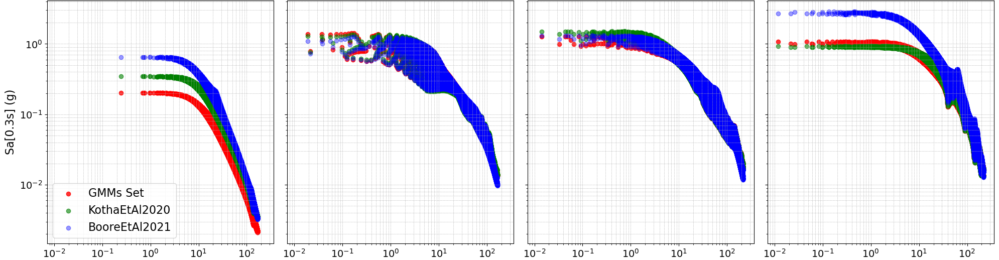 Sa[0.3s] (g)
10⁰
10⁻¹
10⁻²
GMMs Set
KothaEtAl2020
BooreEtAl2021
10⁻² 10⁻¹ 10⁰ 10¹ 10² 10⁻² 10⁻¹ 10⁰ 10¹ 10² 10⁻² 10⁻¹ 10⁰ 10¹ 10² 10⁻² 10⁻¹ 10⁰ 10¹ 10²